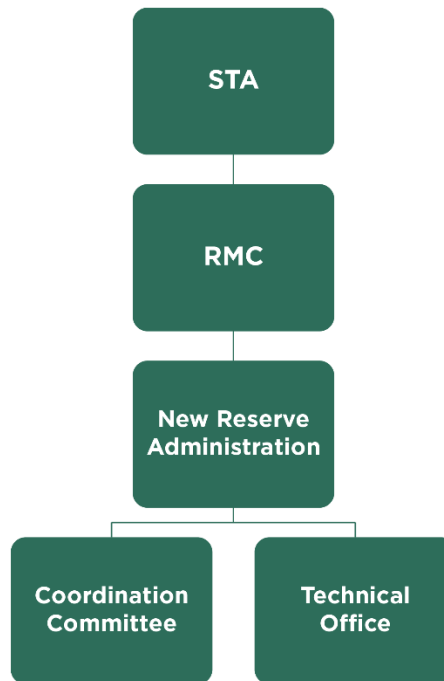 STA
RMC
New Reserve
Administration
Coordination
Committee
Technical
Office